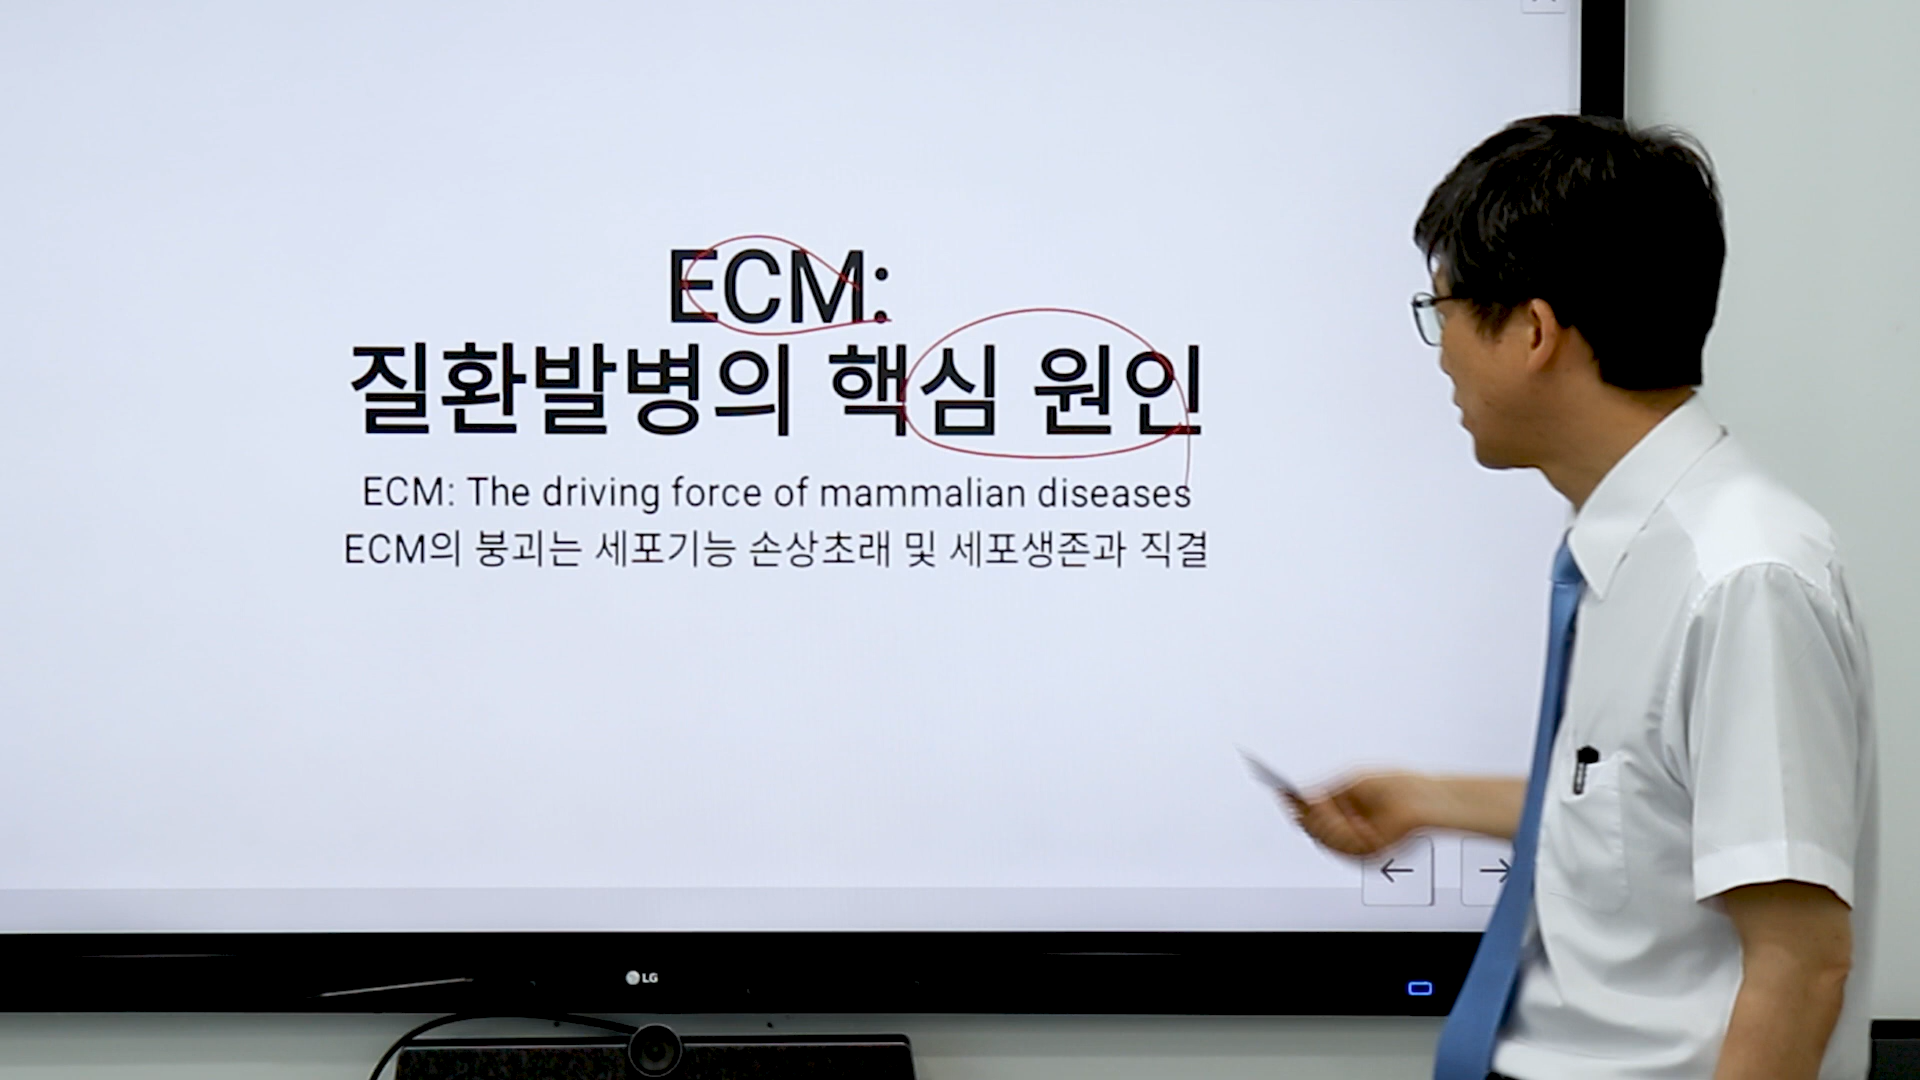 ECM:
질환발병의 핵심 원인
ECM: The driving force of mammalian diseases
ECM의 붕괴는 세포기능 손상초래 및 세포생존과 직결
LG